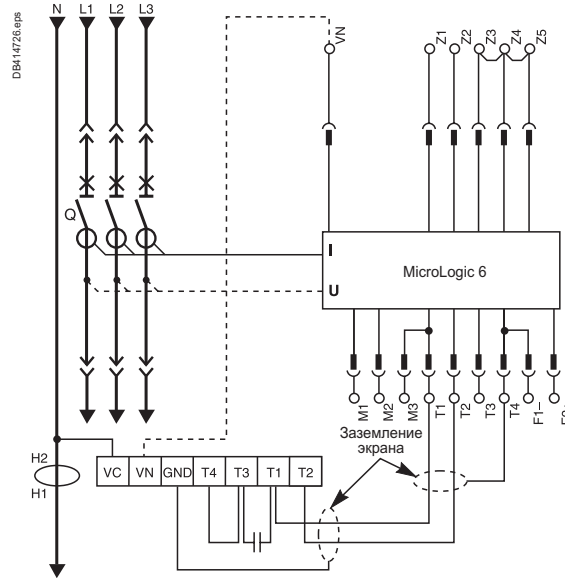 DB414726.eps
N L1 L2 L3
VN
Z1 Z2 Z3 Z4 Z5
Q
I
MicroLogic 6
U
M1 M2 M3 T1 T2 T3 T4 F1–
Заземление
экрана
H2
H1
VC VN GND T4 T3 T1 T2